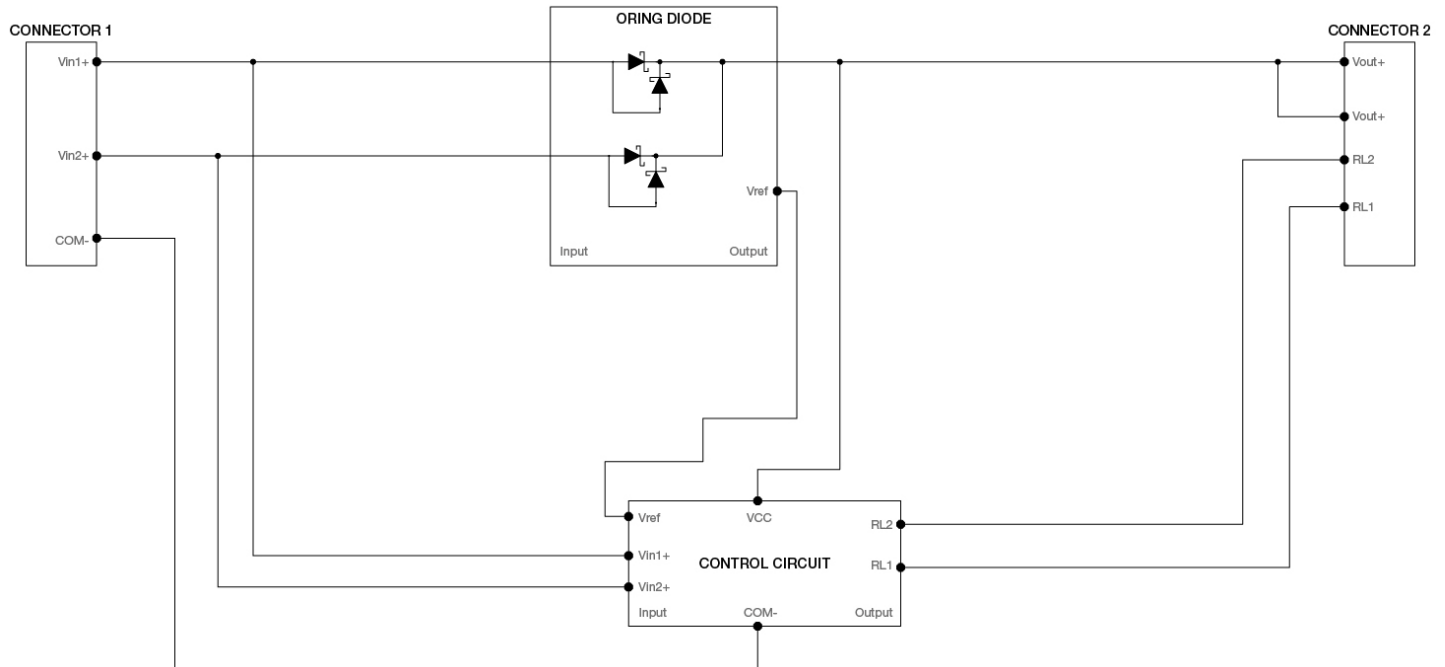 ORING DIODE
CONNECTOR 1
CONNECTOR 2
Vin1+
Vout+
Vout+
Vin2+
RL2
Vref
RL1
COM-
Input
Output
Vref
VCC
RL2
Vin1+
CONTROL CIRCUIT
RL1
Vin2+
Input
COM-
Output